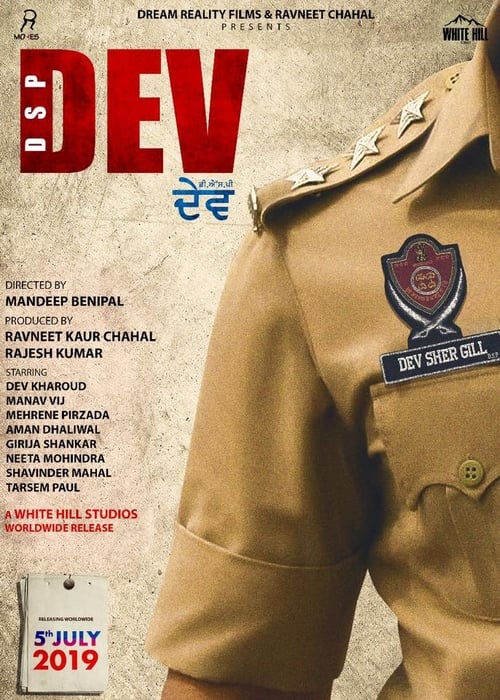 DREAM REALITY FILMS & RAVNEET CHAHAL
PRESENTS
WHITE HILL
DSP
DEV
ਡੀ.ਐੱਸ.ਪੀ
ਦੇਵ
DIRECTED BY
MANDEEP BENIPAL
PRODUCED BY
RAVNEET KAUR CHAHAL
RAJESH KUMAR
STARRING
DEV KHAROUD
MANAV VIJ
MEHRENE PIRZADA
AMAN DHALIWAL
GIRIJA SHANKAR
NEETA MOHINDRA
SHAVINDER MAHAL
TARSEM PAUL
A WHITE HILL STUDIOS
WORLDWIDE RELEASE
DEV SHER GILL
RELEASING WORLDWIDE
5th JULY
2019